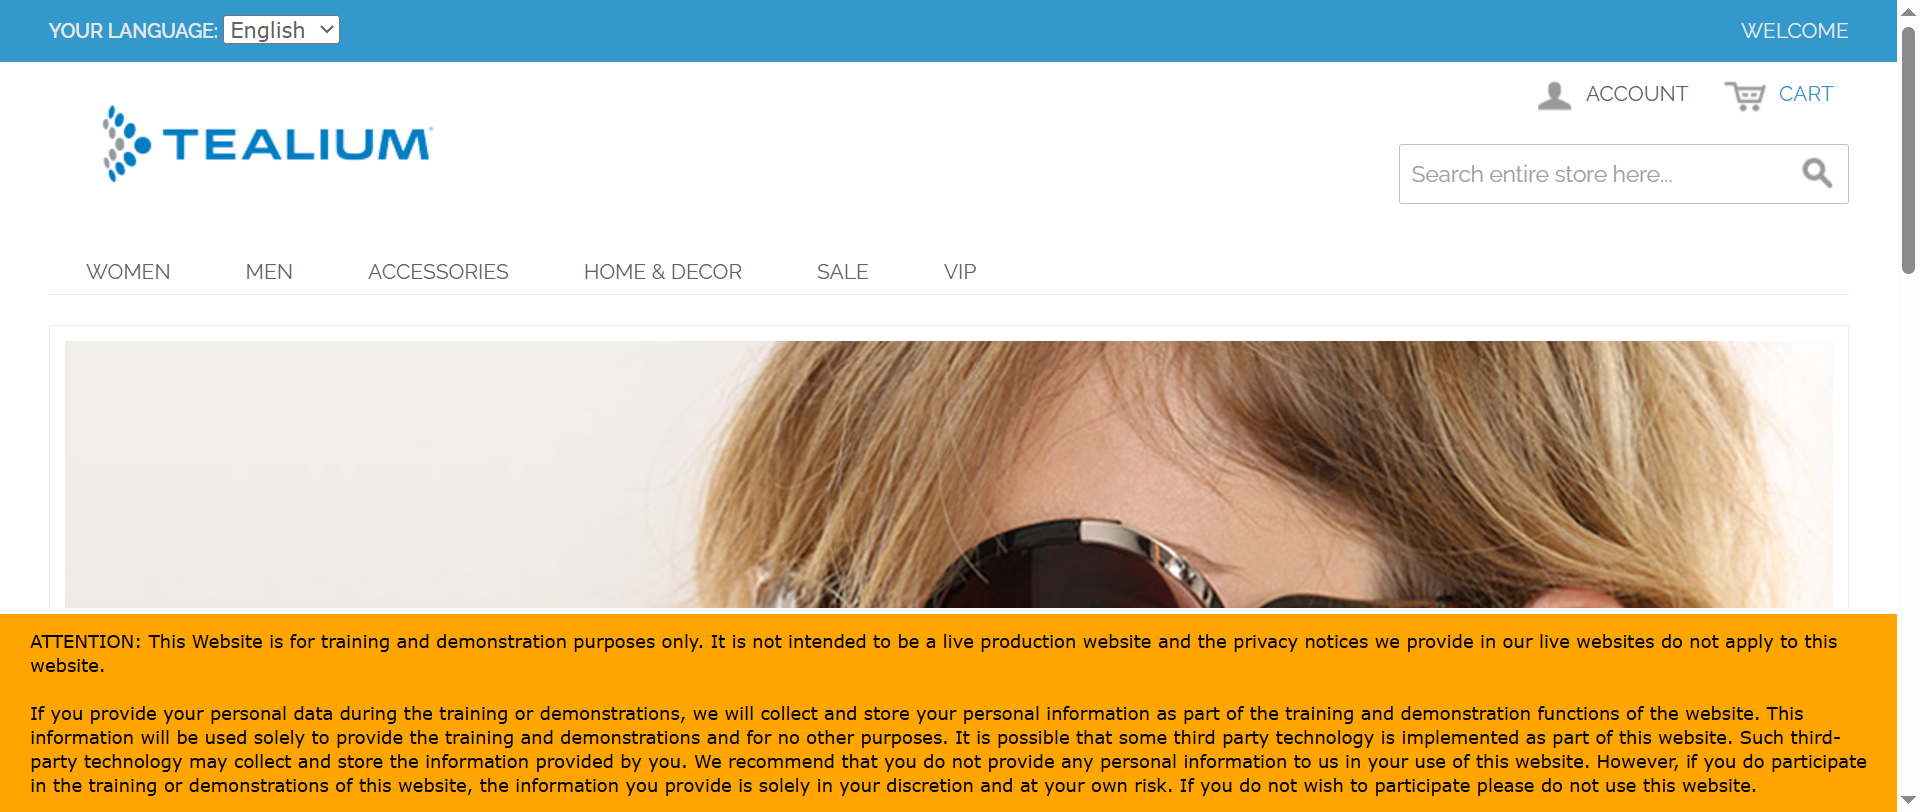 YOUR LANGUAGE: English
WELCOME
ACCOUNT
CART
TEALIUM
Search entire store here...
WOMEN
MEN
ACCESSORIES
HOME & DECOR
SALE
VIP
ATTENTION: This Website is for training and demonstration purposes only. It is not intended to be a live production website and the privacy notices we provide in our live websites do not apply to this
website.
If you provide your personal data during the training or demonstrations, we will collect and store your personal information as part of the training and demonstration functions of the website. This
information will be used solely to provide the training and demonstrations and for no other purposes. It is possible that some third party technology is implemented as part of this website. Such third-
party technology may collect and store the information provided by you. We recommend that you do not provide any personal information to us in your use of this website. However, if you do participate
in the training or demonstrations of this website, the information you provide is solely in your discretion and at your own risk. If you do not wish to participate please do not use this website.